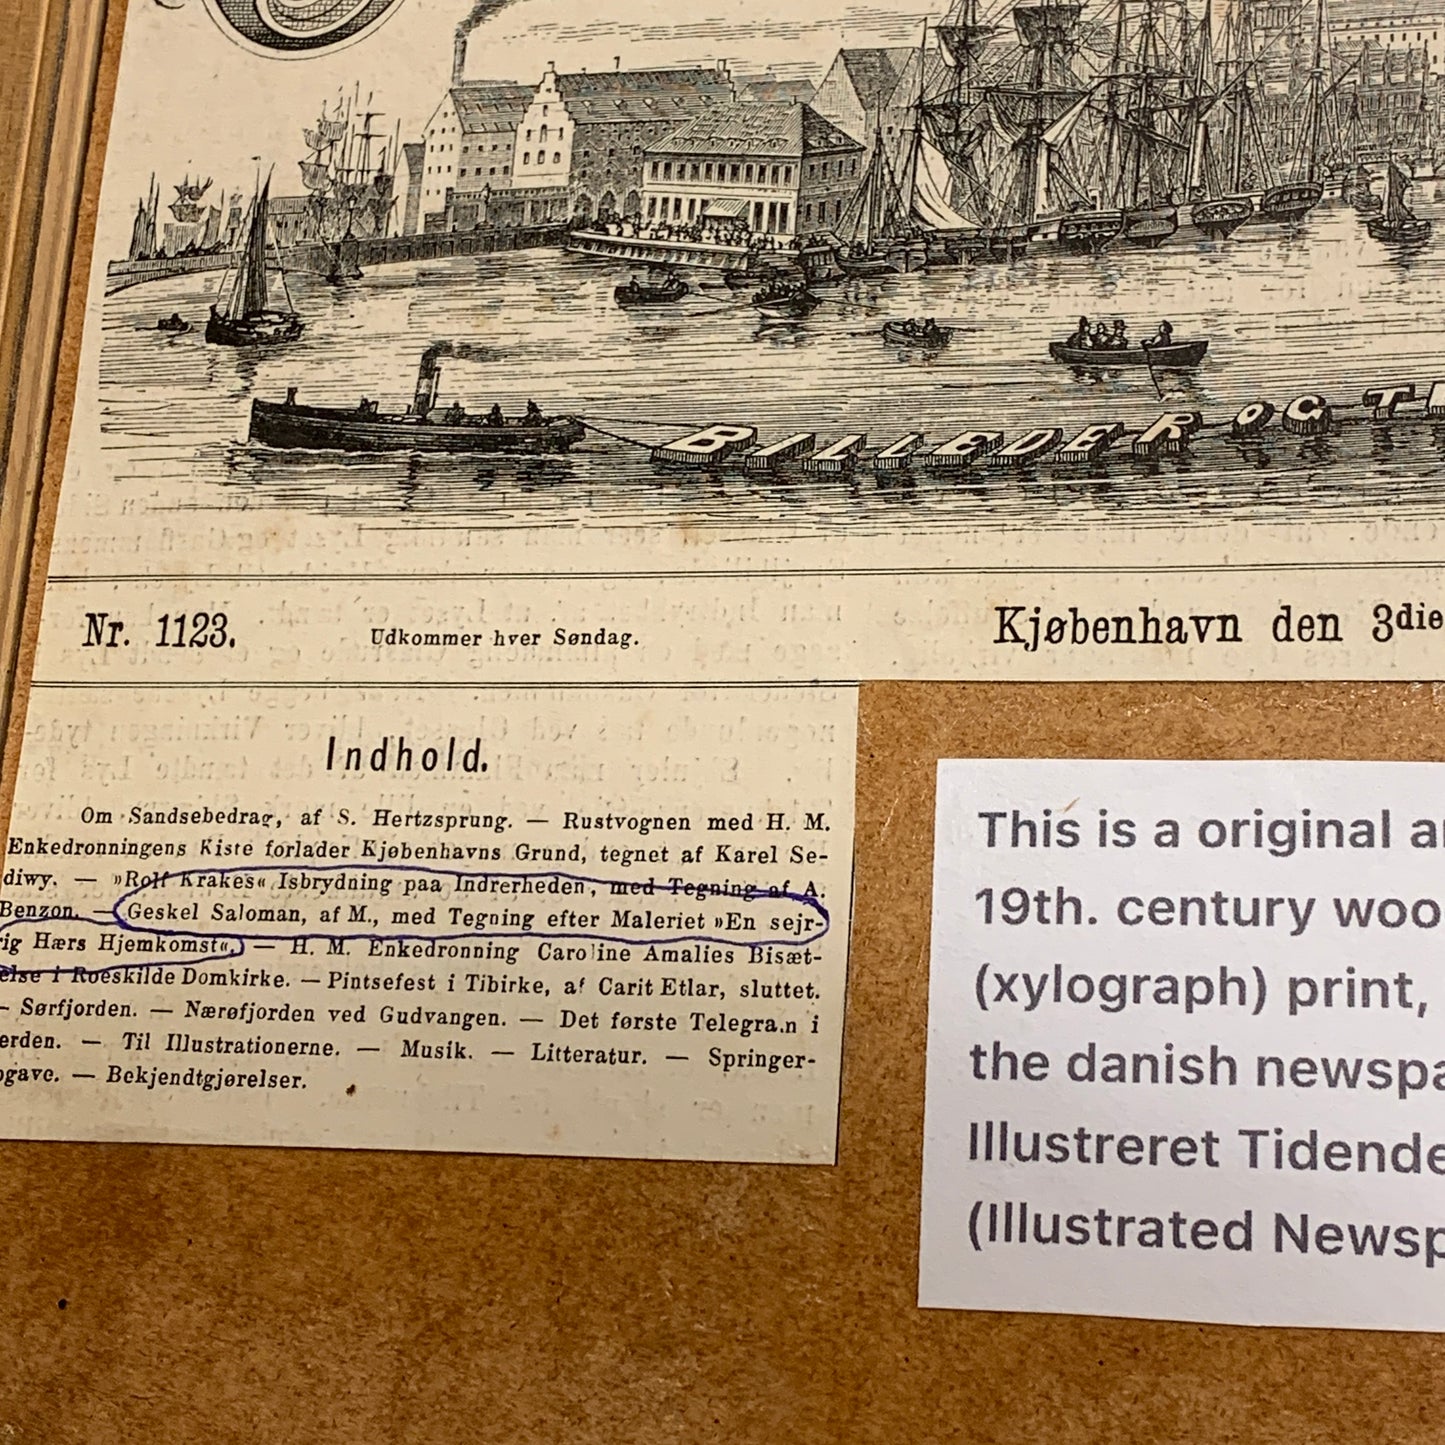 BILLEDER OG T
Nr. 1123.
Udkommer hver Søndag.
Kjøbenhavn den 3die
Indhold.
Om Sandsebedrag, af S. Hertzsprung. — Rustvognen med H. M.
Enkedronningens Kiste forlader Kjøbenhavns Grund, tegnet af Karel Se-
diwy. — »Rolf Krakes« Isbrydning paa Inderheden, med Tegning af A.
Benzon. — Geskel Saloman, af M., med Tegning efter Maleriet »En sejr-
rig Hærs Hjemkomst«. — H. M. Enkedronning Caroline Amalies Bisæt-
else i Roeskilde Domkirke. — Pintsefest i Tibirke, af Carit Etlar, sluttet.
— Sørfjorden. — Nærøfjorden ved Gudvangen. — Det første Telegram i
erden. — Til Illustrationerne. — Musik. — Litteratur. — Springer-
pgave. — Bekjendtgjørelser.
This is a original a
19th. century woo
(xylograph) print,
the danish newspa
Illustreret Tidende
(Illustrated Newsp